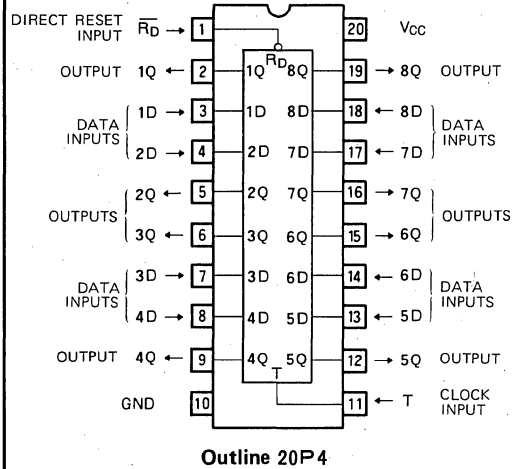 DIRECT RESET
INPUT R̅D̅ → 1 20 VCC
RD
OUTPUT 1Q ← 2 1Q 8Q 19 → 8Q OUTPUT
1D → 3 1D 8D 18 ← 8D
DATA
INPUTS
DATA
INPUTS
2D → 4 2D 7D 17 ← 7D
2Q ← 5 2Q 7Q 16 → 7Q
OUTPUTS
OUTPUTS
3Q ← 6 3Q 6Q 15 → 6Q
3D → 7 3D 6D 14 ← 6D
DATA
INPUTS
DATA
INPUTS
4D → 8 4D 5D 13 ← 5D
OUTPUT 4Q ← 9 4Q 5Q 12 → 5Q OUTPUT
T
GND 10 11 ← T CLOCK
INPUT
Outline 20P4